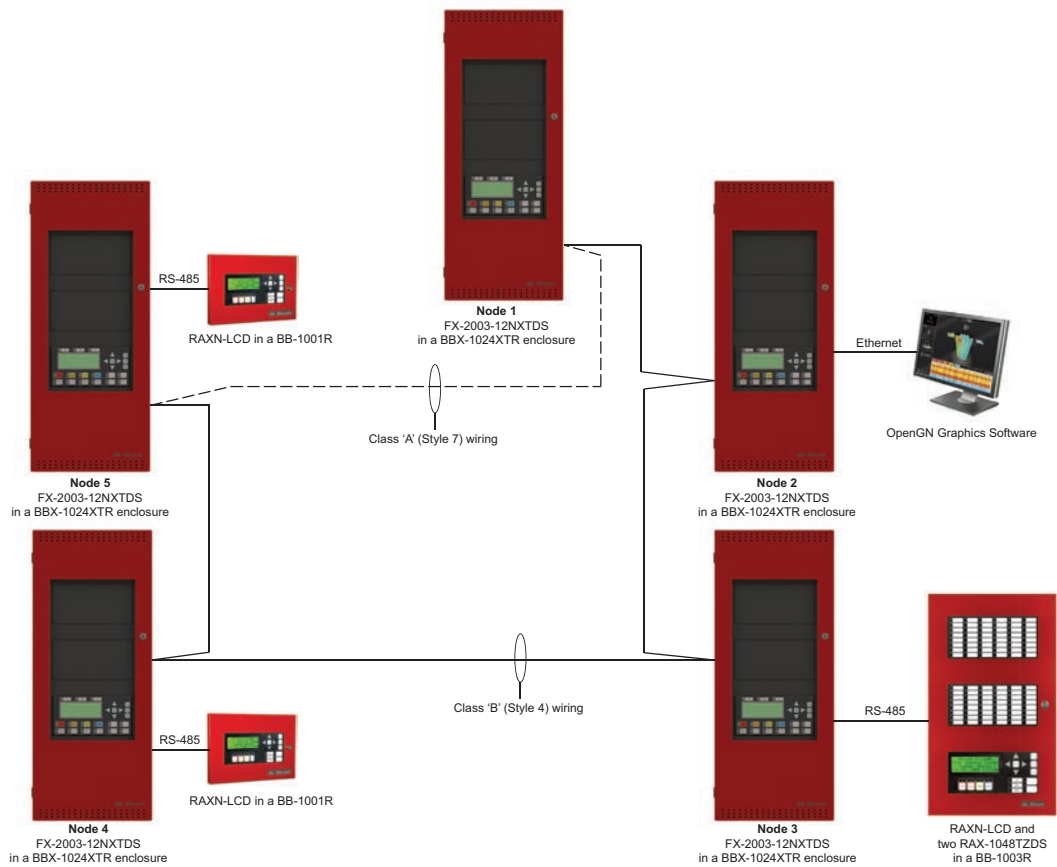 Node 1
FX-2003-12NXTDS
in a BBX-1024XTR enclosure
RS-485
RAXN-LCD in a BB-1001R
Ethernet
OpenGN Graphics Software
Class ‘A’ (Style 7) wiring
Node 5
FX-2003-12NXTDS
in a BBX-1024XTR enclosure
Node 2
FX-2003-12NXTDS
in a BBX-1024XTR enclosure
Class ‘B’ (Style 4) wiring
RS-485
RAXN-LCD in a BB-1001R
RS-485
Node 4
FX-2003-12NXTDS
in a BBX-1024XTR enclosure
Node 3
FX-2003-12NXTDS
in a BBX-1024XTR enclosure
RAXN-LCD and
two RAX-1048TZDS
in a BB-1003R